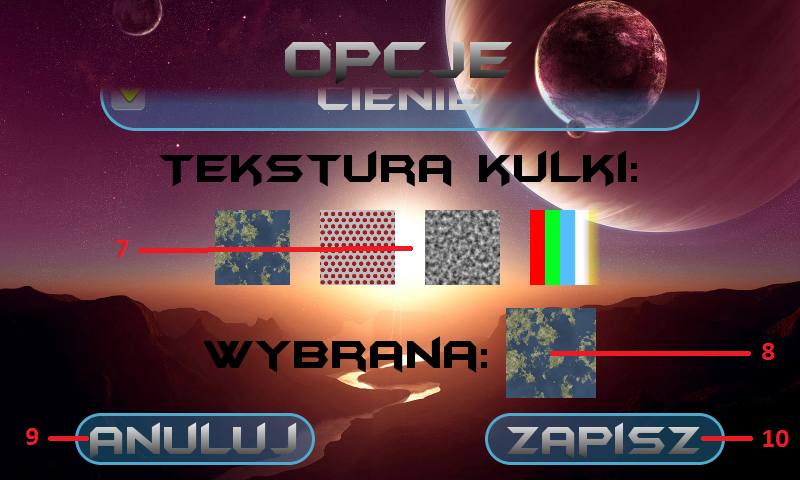 OPCJE
CIENIE
TEKSTURA KULKI:
7
WYBRANA:
8
9 ANULUJ
ZAPISZ 10